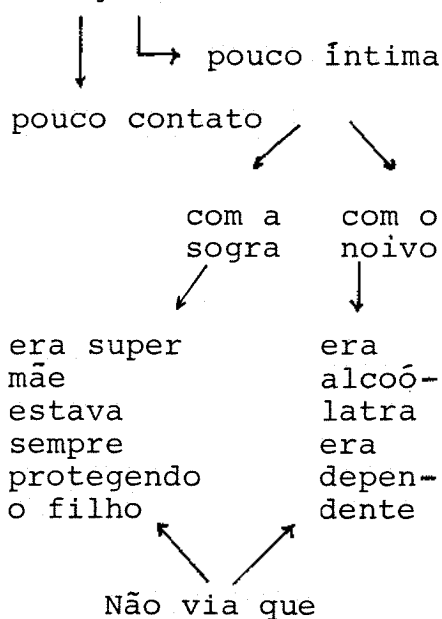 pouco íntima
pouco contato
com a com o
sogra noivo
era super era
mãe alcoó-
estava latra
sempre era
protegendo depen-
o filho dente
Não via que